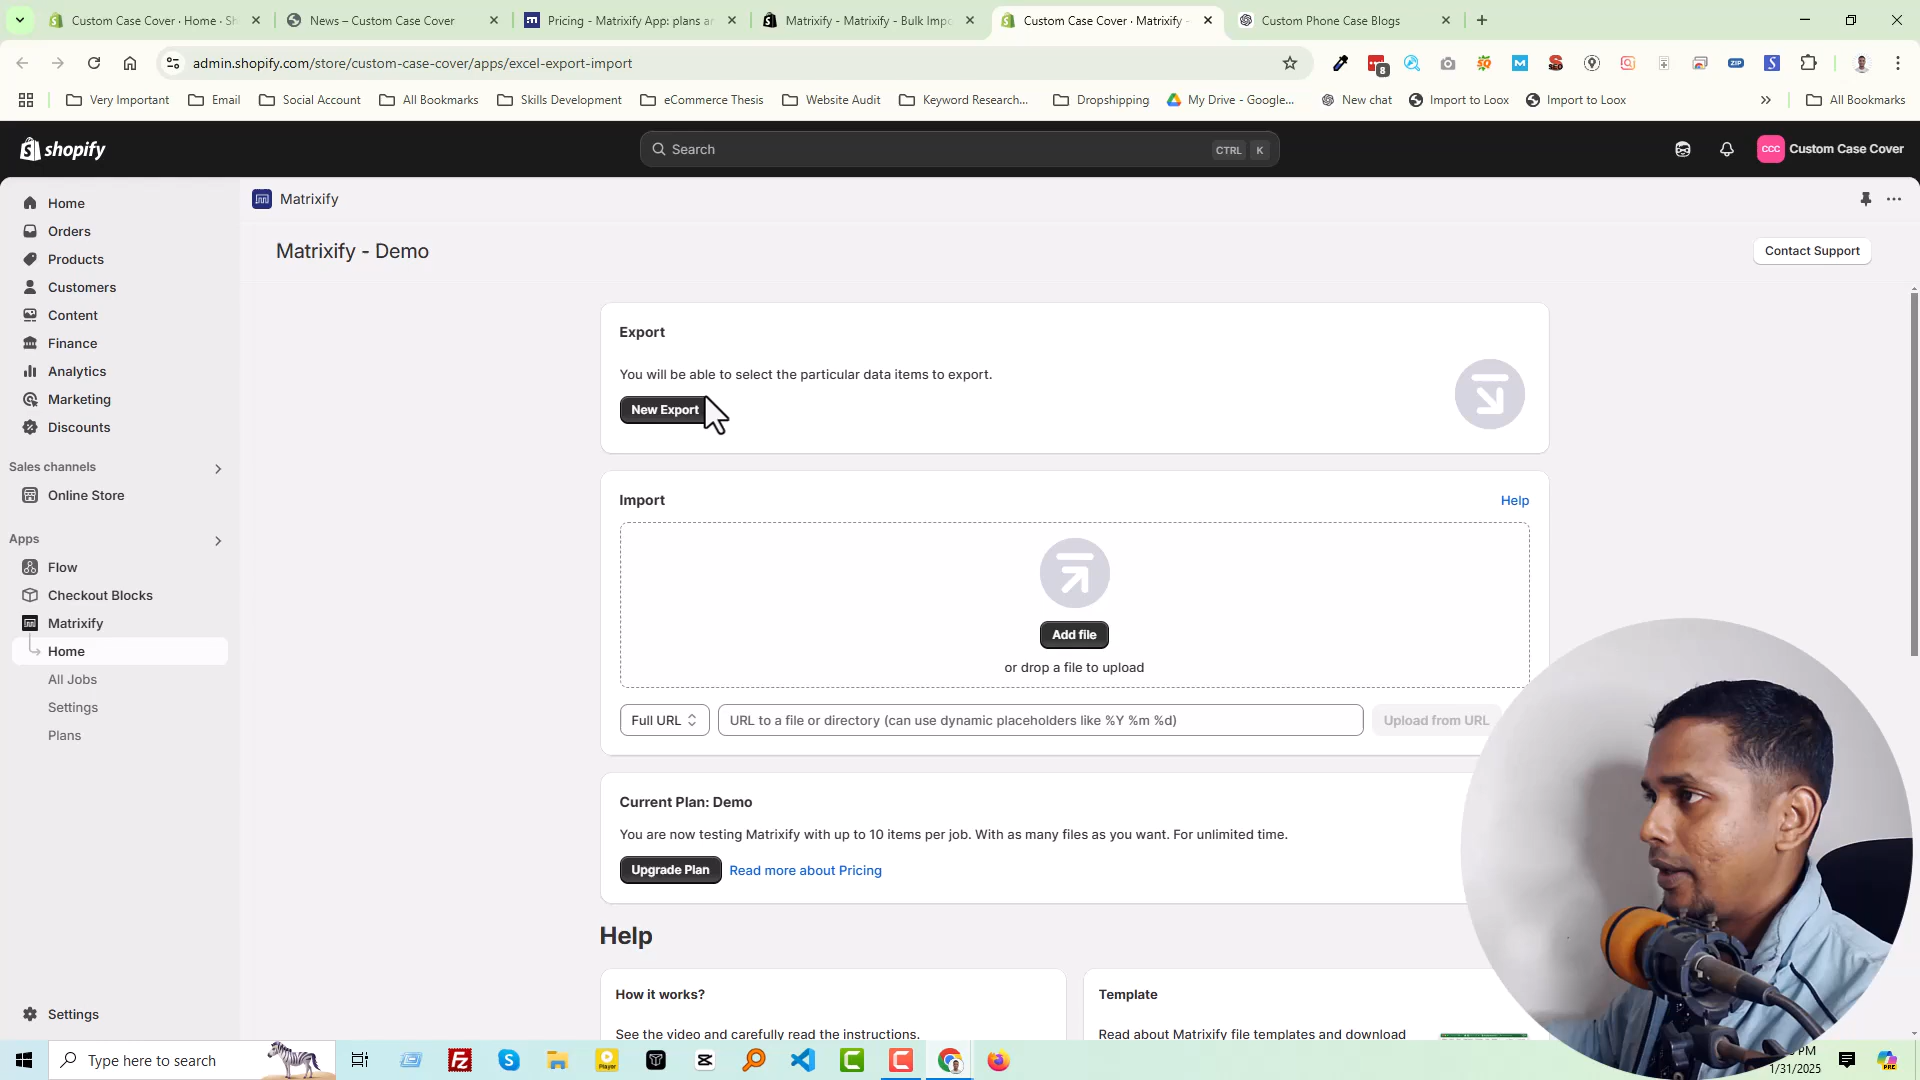 Custom Case Cover · Home · Sh
News – Custom Case Cover
Pricing - Matrixify App: plans an
Matrixify - Matrixify - Bulk Impo
Custom Case Cover · Matrixify -
Custom Phone Case Blogs
admin.shopify.com/store/custom-case-cover/apps/excel-export-import
8
Very Important
Email
Social Account
All Bookmarks
Skills Development
eCommerce Thesis
Website Audit
Keyword Research...
Dropshipping
My Drive - Google...
New chat
Import to Loox
Import to Loox
All Bookmarks
shopify
Search
CTRL K
CCC
Custom Case Cover
Home
Orders
Products
Customers
Content
Finance
Analytics
Marketing
Discounts
Sales channels
Online Store
Apps
Flow
Checkout Blocks
Matrixify
Home
All Jobs
Settings
Plans
Settings
Matrixify
Matrixify - Demo
Contact Support
Export
You will be able to select the particular data items to export.
New Export
Import
Help
Add file
or drop a file to upload
Full URL
URL to a file or directory (can use dynamic placeholders like %Y %m %d)
Upload from URL
Current Plan: Demo
You are now testing Matrixify with up to 10 items per job. With as many files as you want. For unlimited time.
Upgrade Plan
Read more about Pricing
Help
How it works?
See the video and carefully read the instructions.
Template
Read about Matrixify file templates and download
Type here to search
PM
1/31/2025